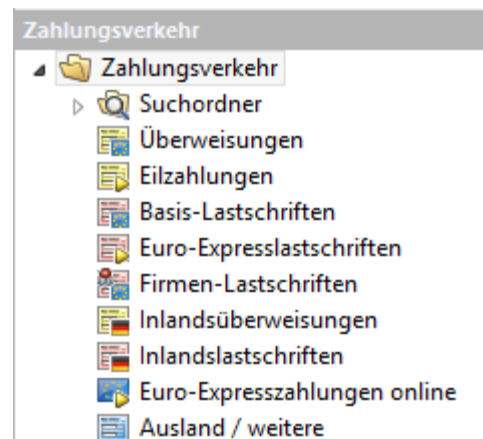 Zahlungsverkehr
Zahlungsverkehr
Suchordner
Überweisungen
Eilzahlungen
Basis-Lastschriften
Euro-Expresslastschriften
Firmen-Lastschriften
Inlandsüberweisungen
Inlandslastschriften
Euro-Expresszahlungen online
Ausland / weitere